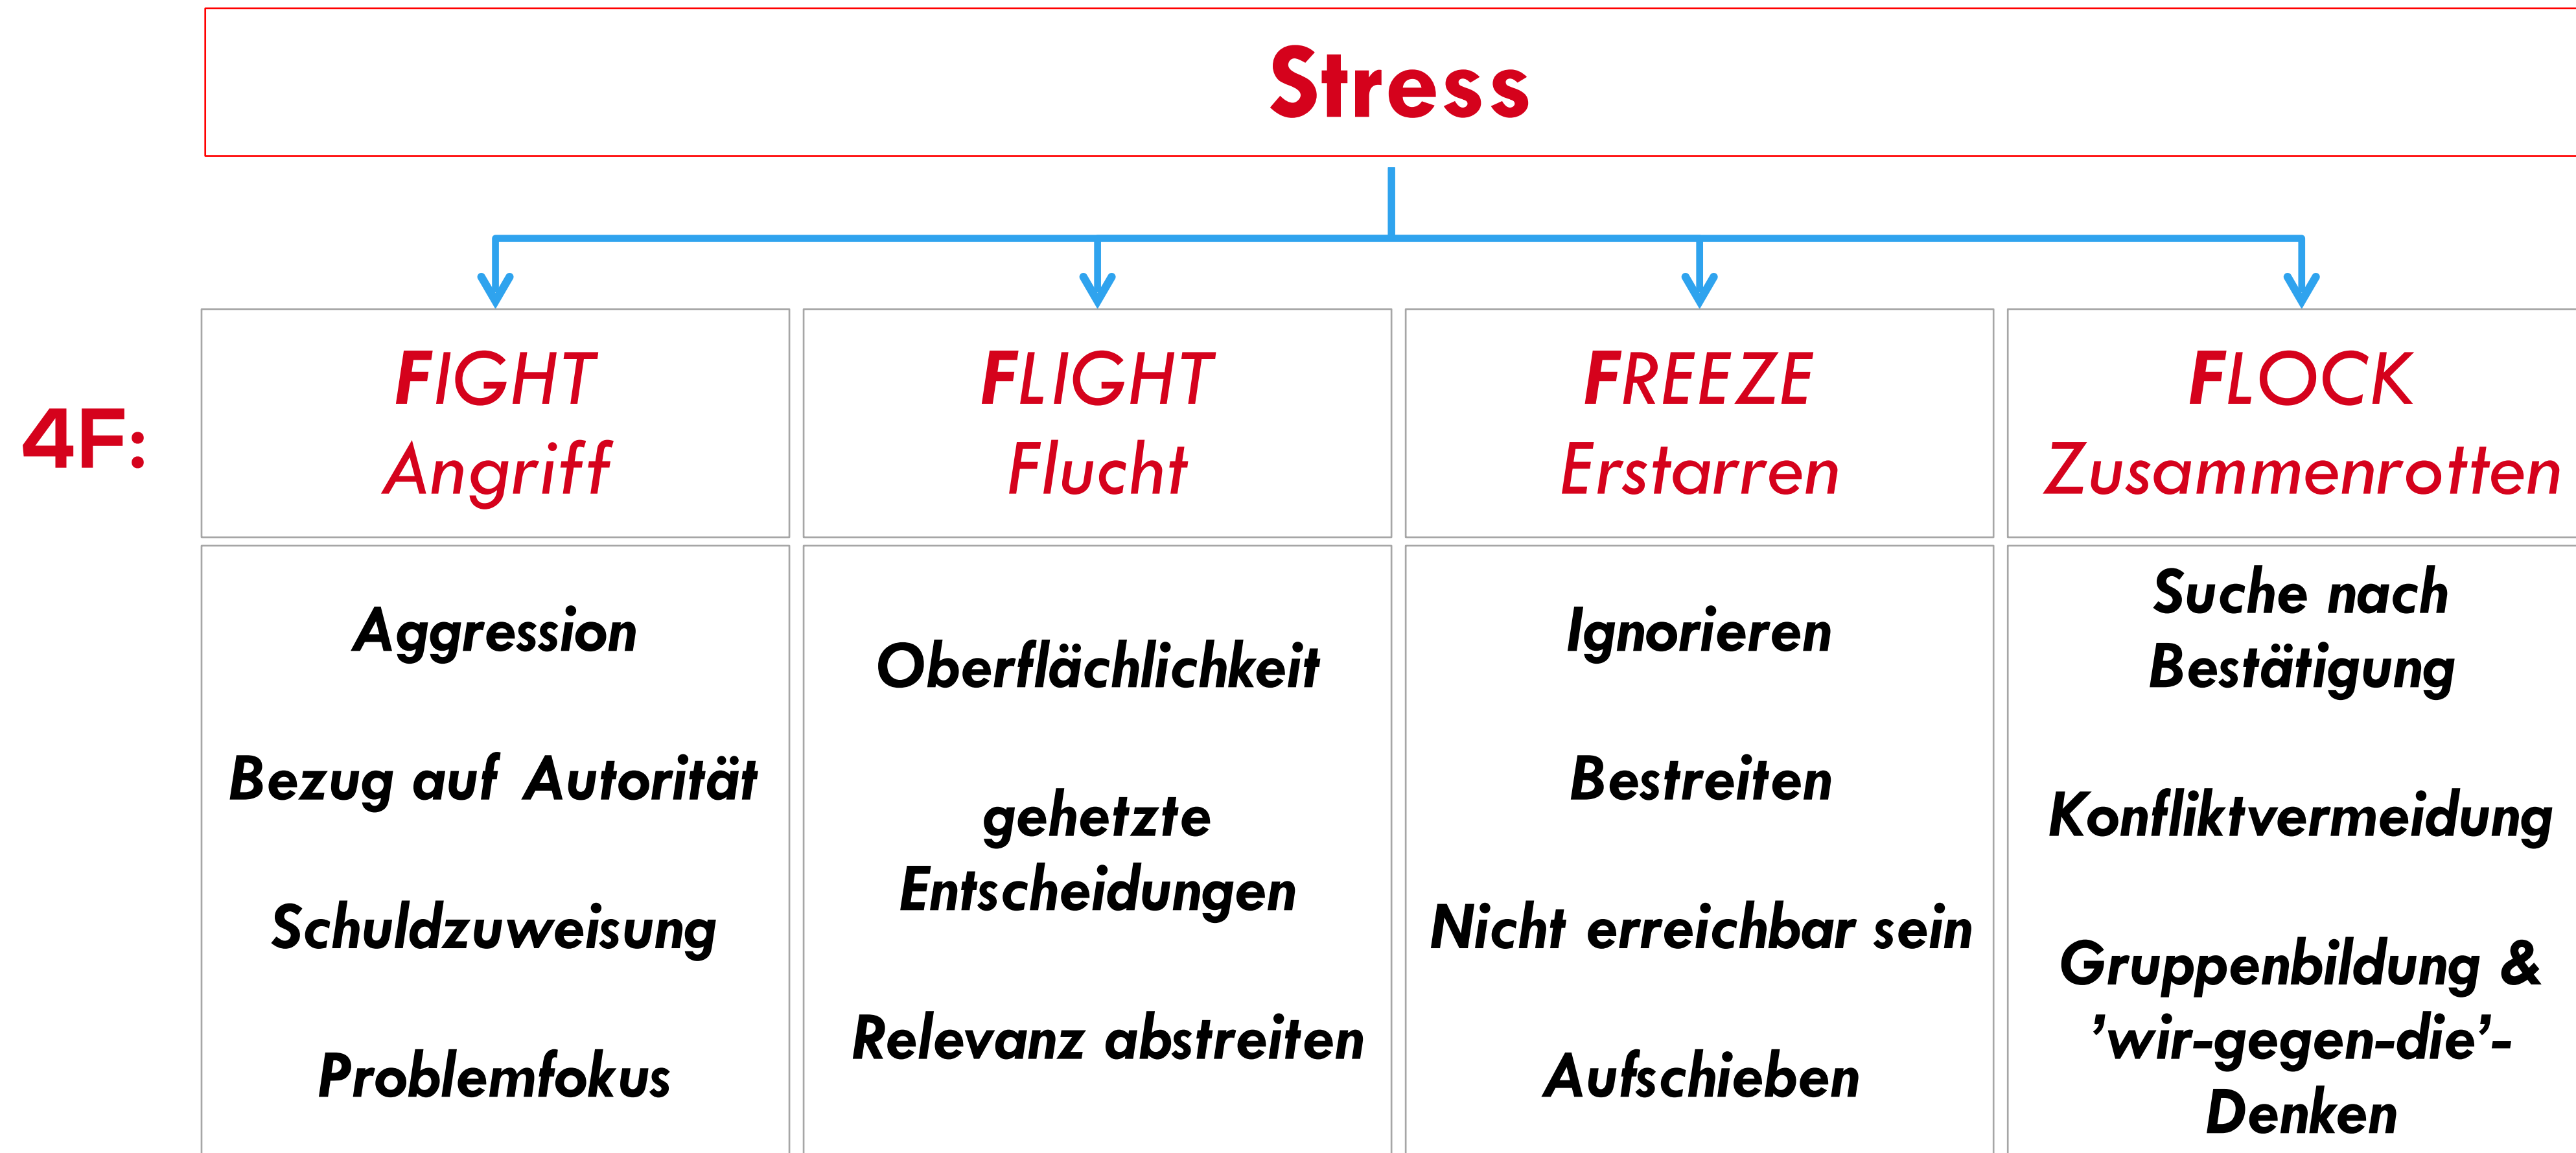 Stress
4F:
FIGHT
Angriff
FLIGHT
Flucht
FREEZE
Erstarren
FLOCK
Zusammenrotten
Aggression
Bezug auf Autorität
Schuldzuweisung
Problemfokus
Oberflächlichkeit
gehetzte
Entscheidungen
Relevanz abstreiten
Ignorieren
Bestreiten
Nicht erreichbar sein
Aufschieben
Suche nach
Bestätigung
Konfliktvermeidung
Gruppenbildung &
’wir-gegen-die’-
Denken